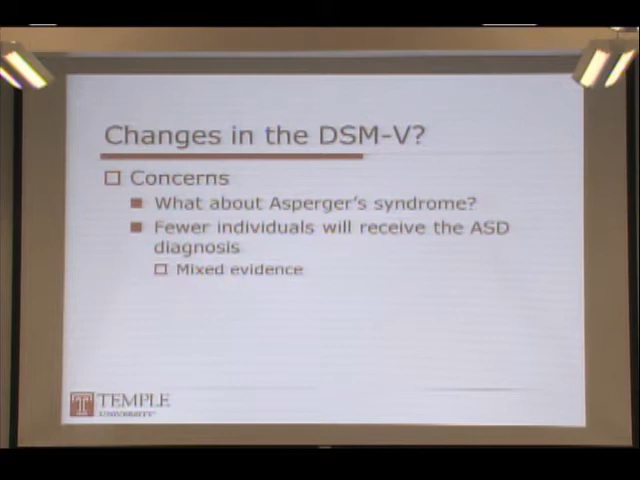 Changes in the DSM-V?
Concerns
What about Asperger's syndrome?
Fewer individuals will receive the ASD
diagnosis
Mixed evidence
TEMPLE
UNIVERSITY